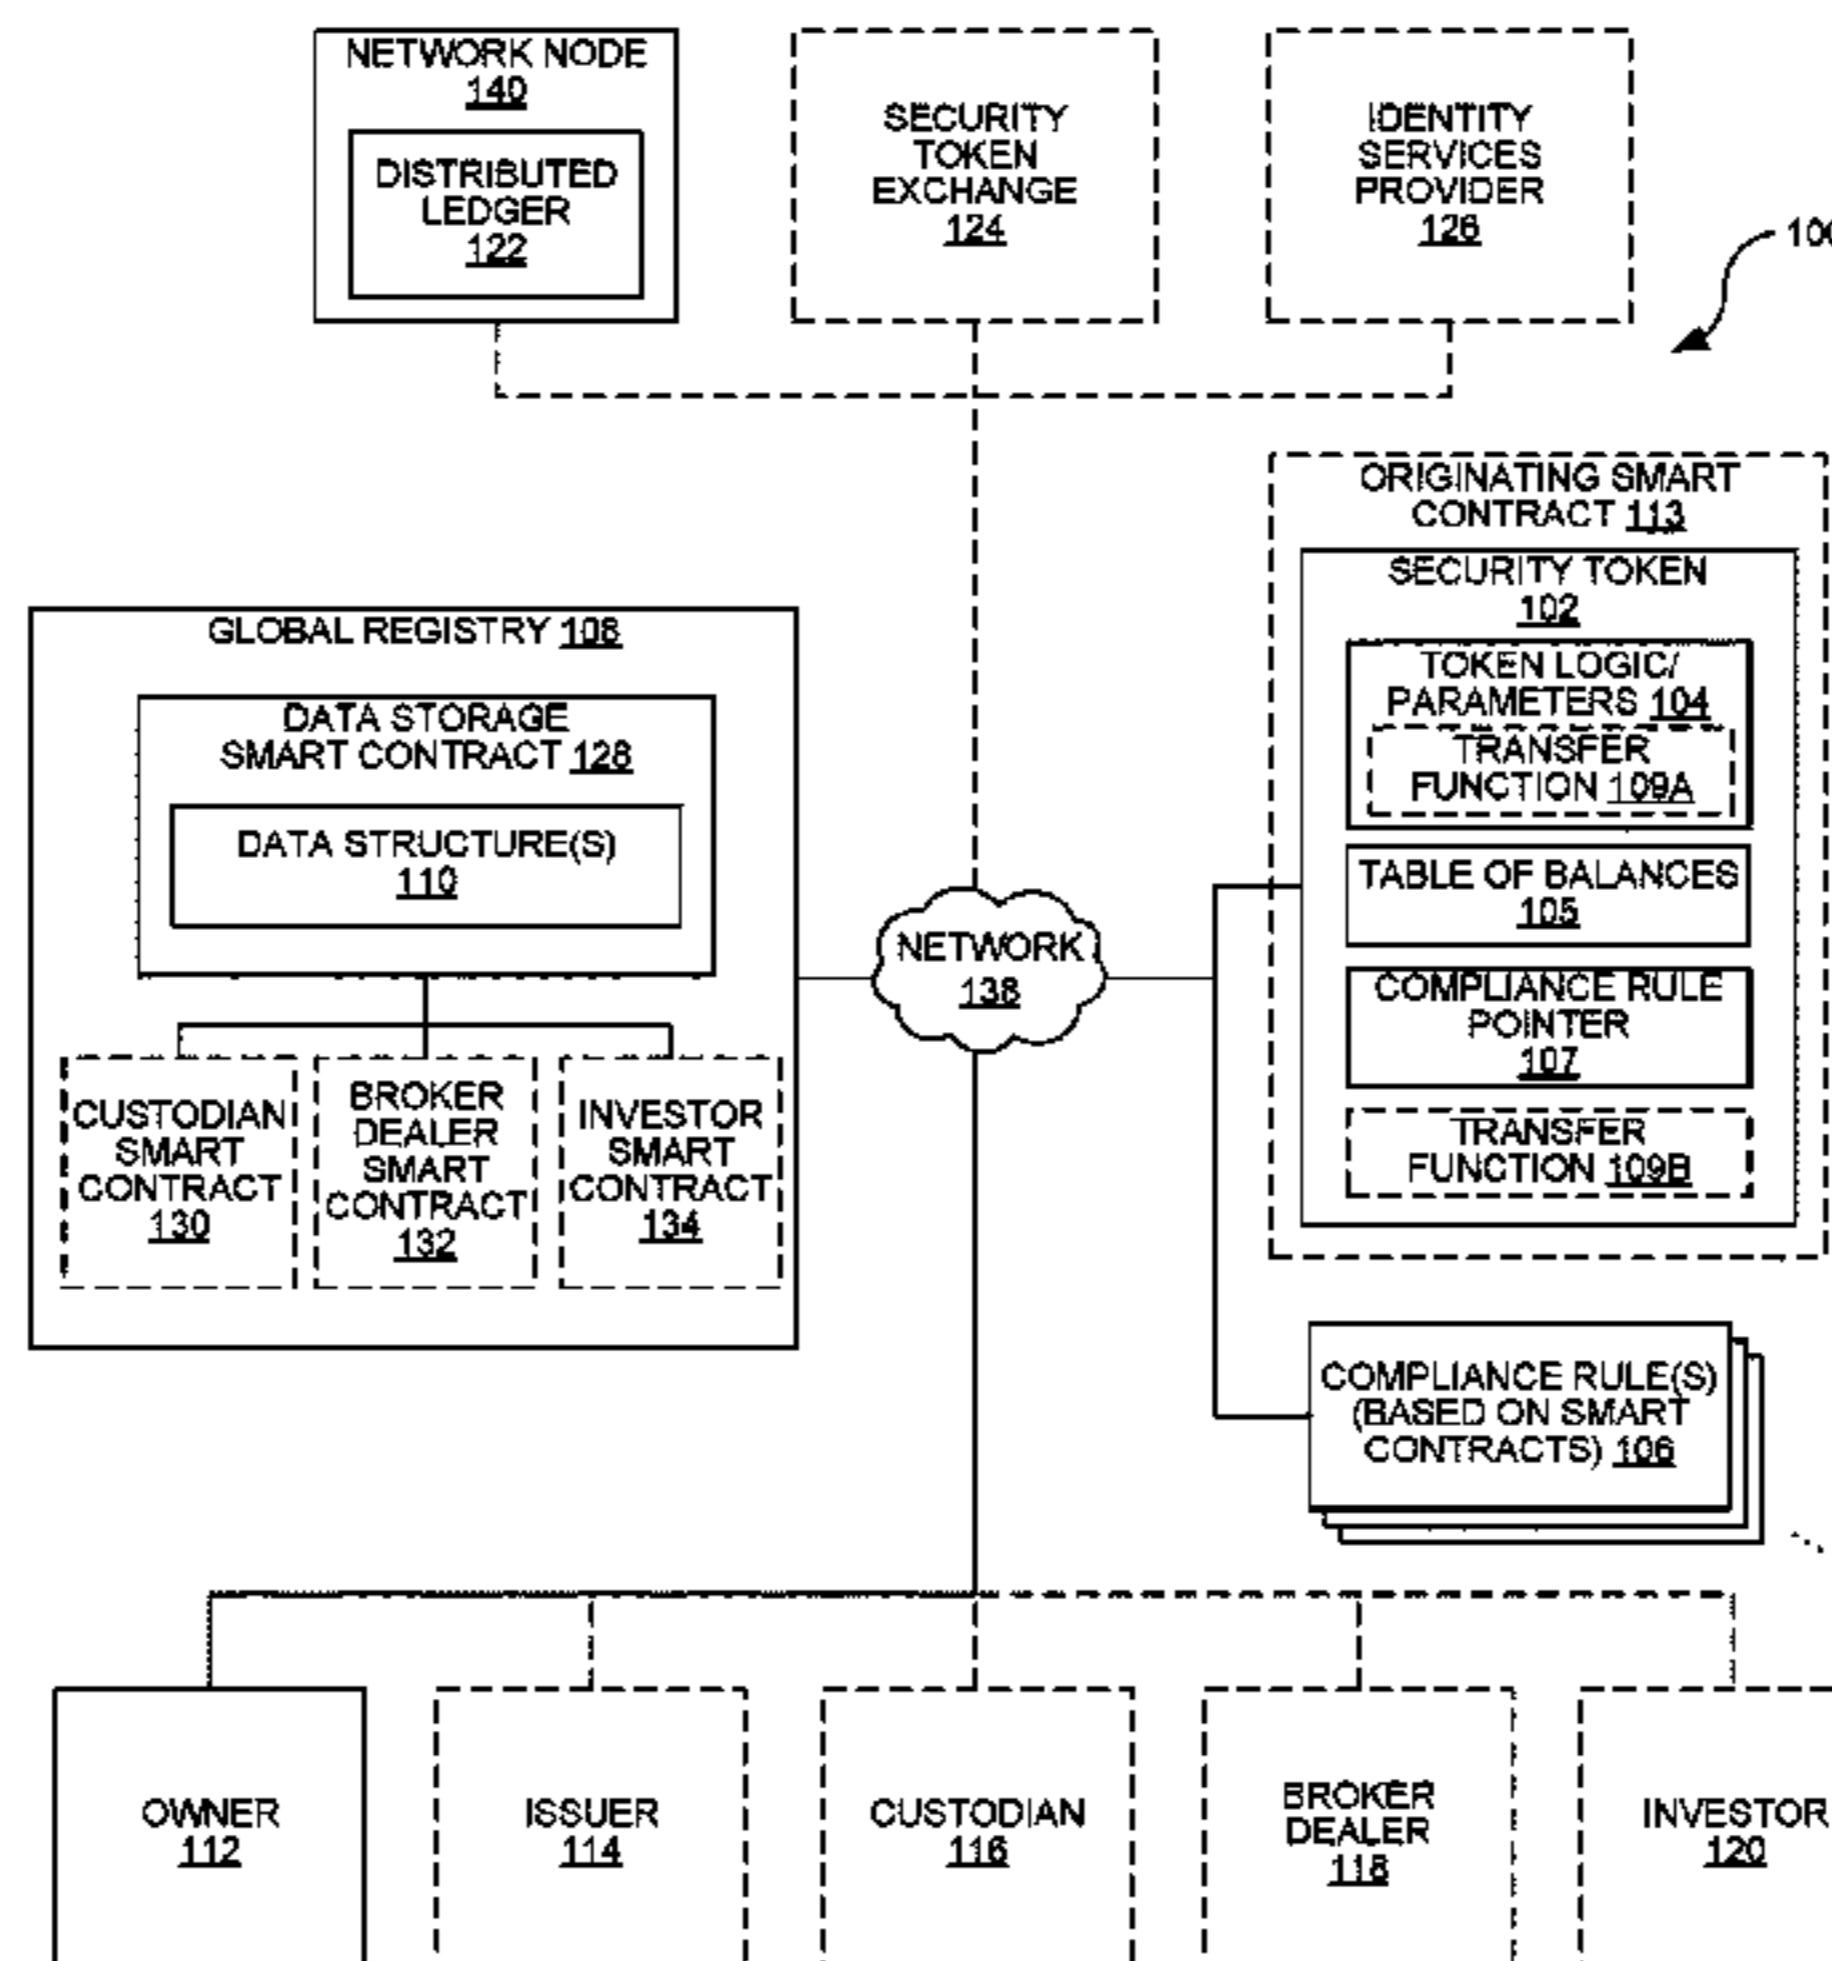 NETWORK NODE
140
DISTRIBUTED
LEDGER
122
SECURITY
TOKEN
EXCHANGE
124
IDENTITY
SERVICES
PROVIDER
126
100
ORIGINATING SMART
CONTRACT 113
SECURITY TOKEN
102
TOKEN LOGIC/
PARAMETERS 104
TRANSFER
FUNCTION 109A
TABLE OF BALANCES
105
COMPLIANCE RULE
POINTER
107
TRANSFER
FUNCTION 109B
GLOBAL REGISTRY 108
DATA STORAGE
SMART CONTRACT 128
DATA STRUCTURE(S)
110
CUSTODIAN
SMART
CONTRACT
130
BROKER
DEALER
SMART
CONTRACT
132
INVESTOR
SMART
CONTRACT
134
NETWORK
138
COMPLIANCE RULE(S)
(BASED ON SMART
CONTRACTS) 106
OWNER
112
ISSUER
114
CUSTODIAN
116
BROKER
DEALER
118
INVESTOR
120